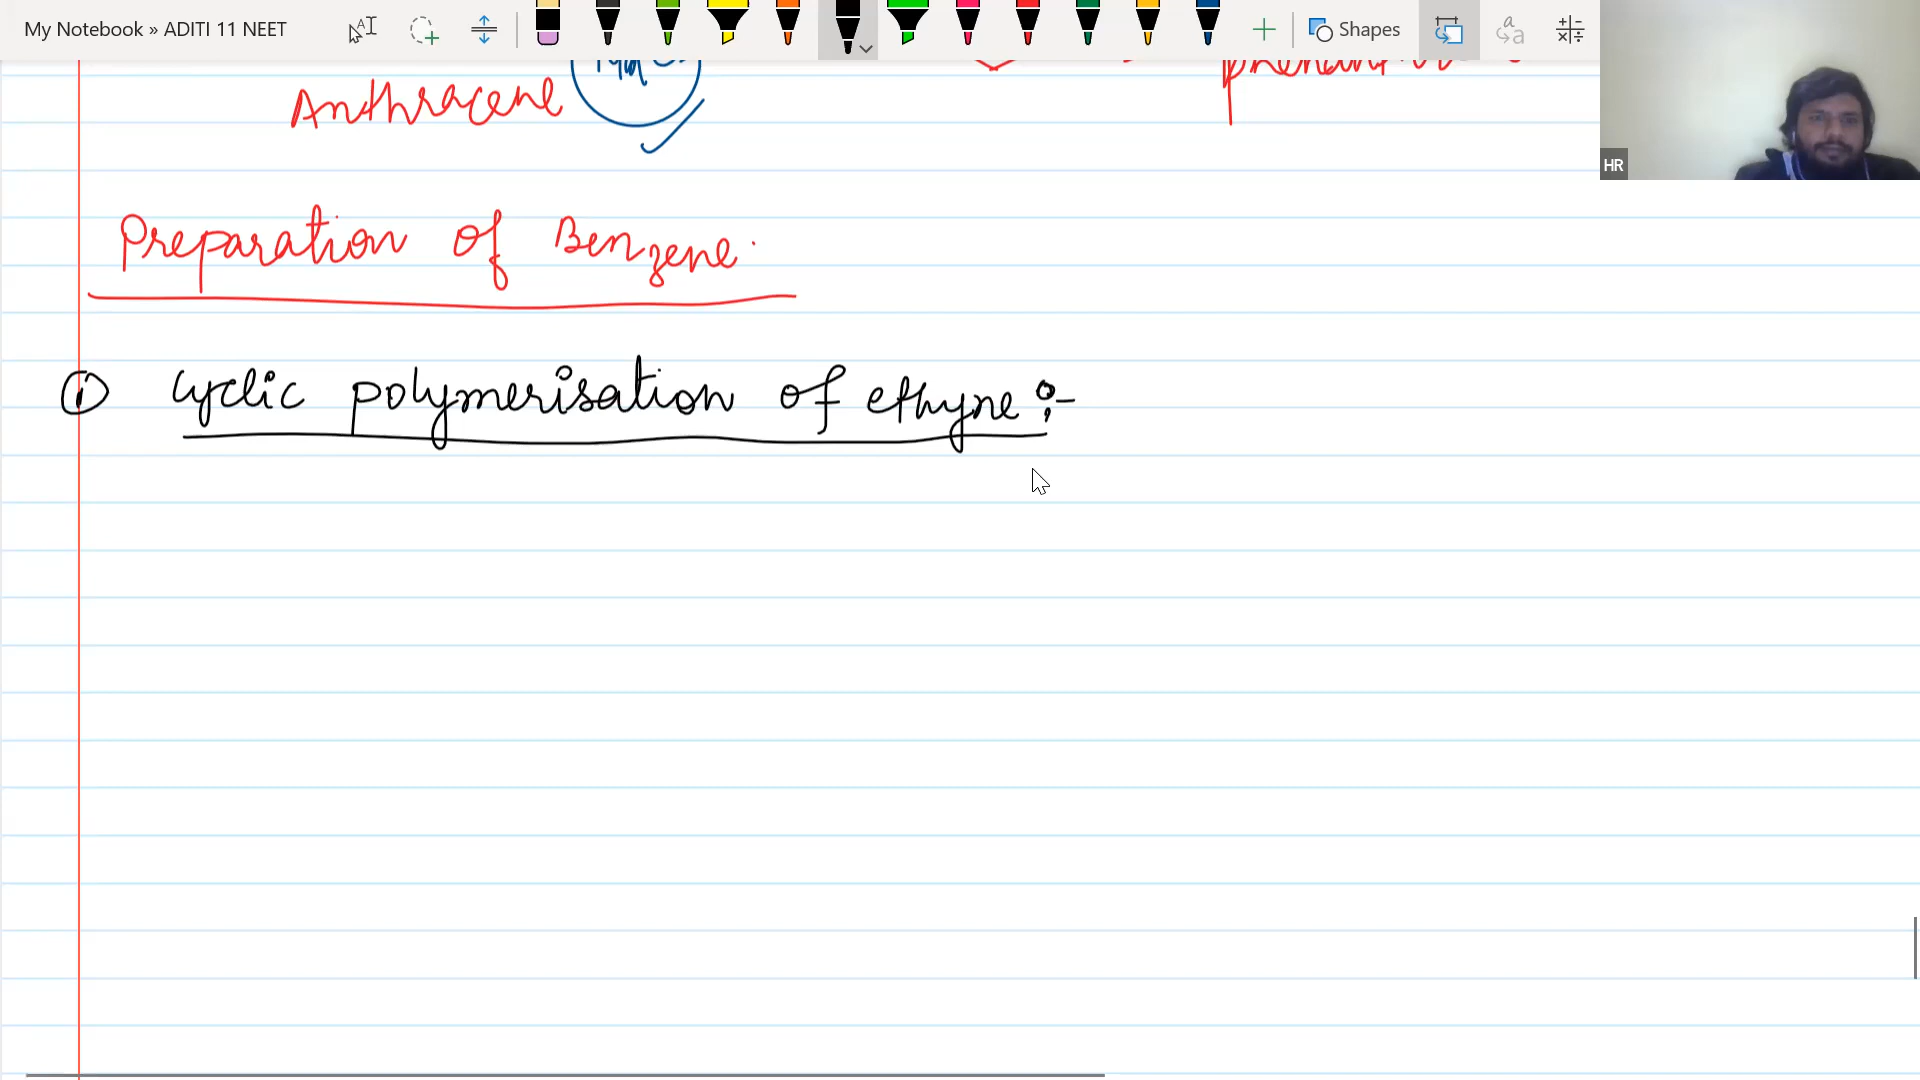 My Notebook » ADITI 11 NEET
Shapes
HR
Anthracene
Preparation of Benzene.
① Cyclic polymerisation of ethyne :-